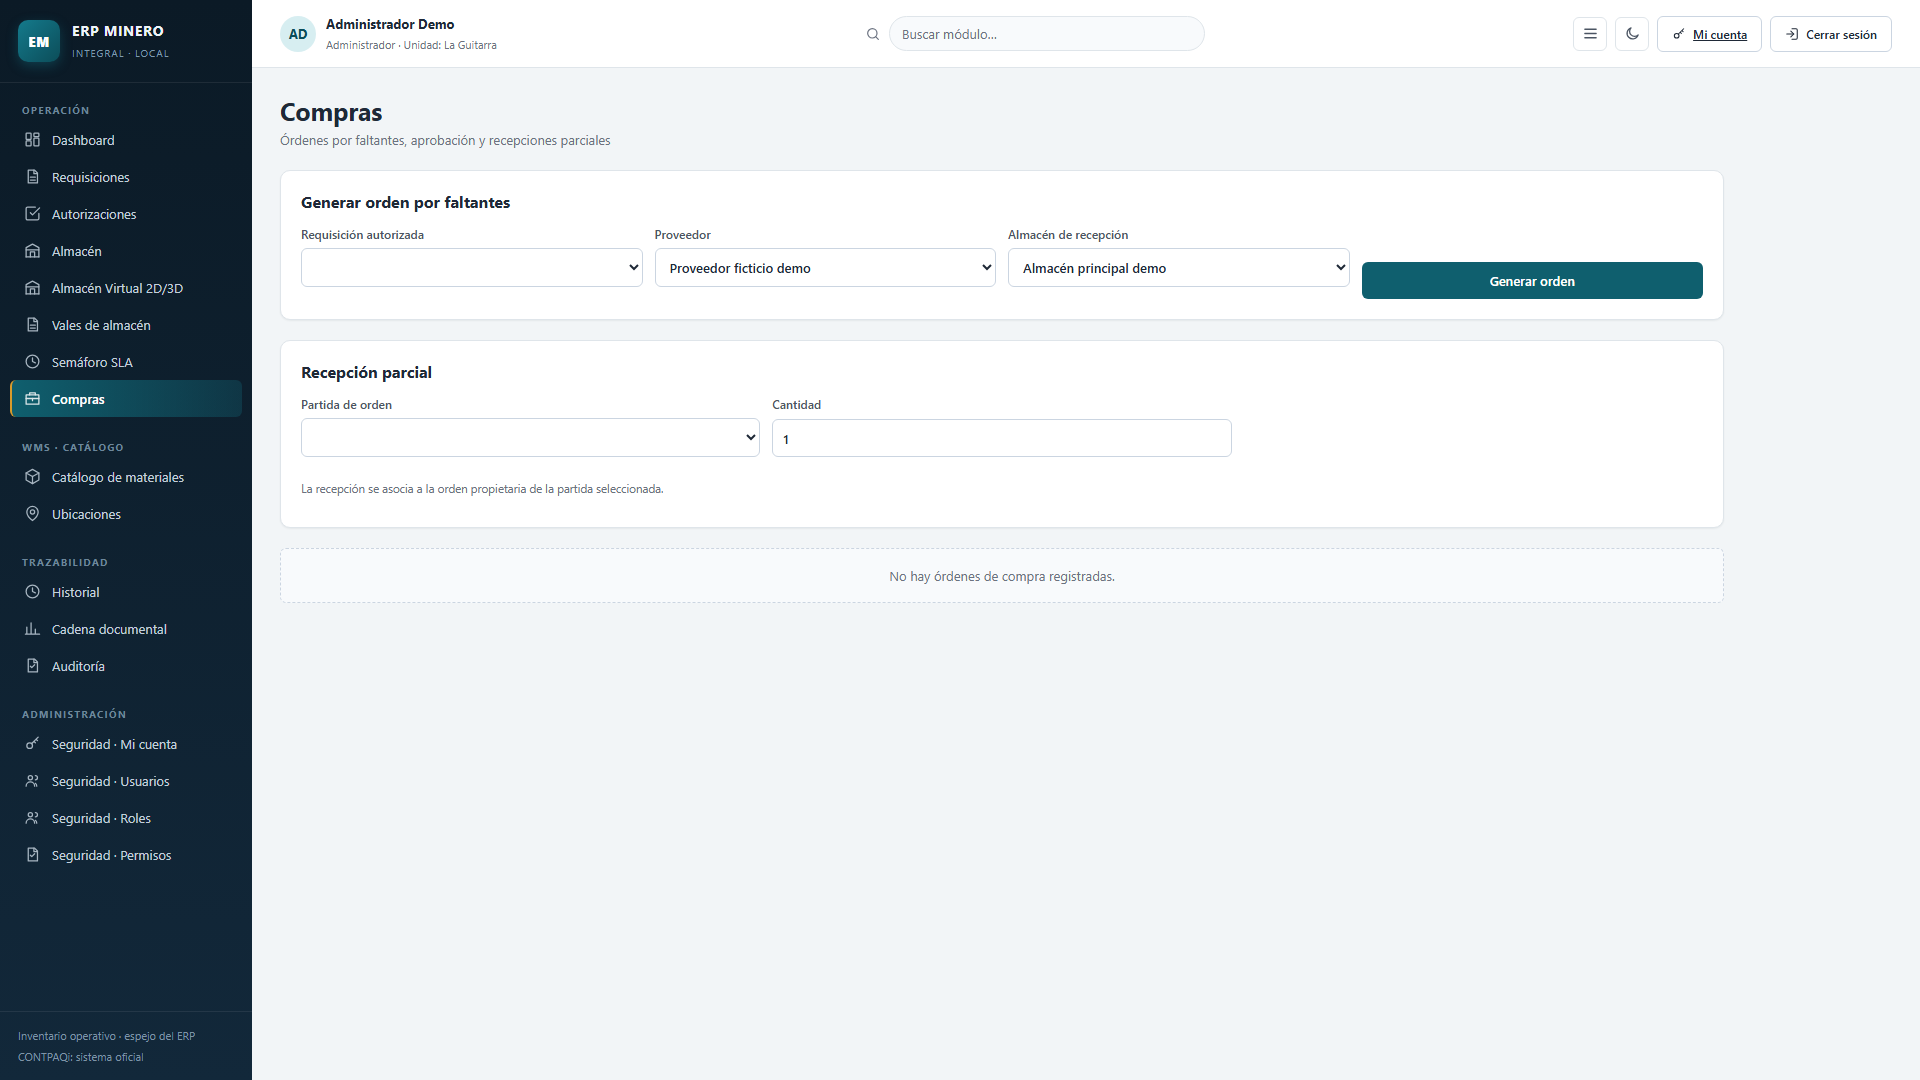 EM
ERP MINERO
INTEGRAL · LOCAL
OPERACIÓN
Dashboard
Requisiciones
Autorizaciones
Almacén
Almacén Virtual 2D/3D
Vales de almacén
Semáforo SLA
Compras
WMS · CATÁLOGO
Catálogo de materiales
Ubicaciones
TRAZABILIDAD
Historial
Cadena documental
Auditoría
ADMINISTRACIÓN
Seguridad · Mi cuenta
Seguridad · Usuarios
Seguridad · Roles
Seguridad · Permisos
Inventario operativo · espejo del ERP
CONTPAQi: sistema oficial
AD
Administrador Demo
Administrador · Unidad: La Guitarra
Buscar módulo...
Mi cuenta
Cerrar sesión
Compras
Órdenes por faltantes, aprobación y recepciones parciales
Generar orden por faltantes
Requisición autorizada
Proveedor
Almacén de recepción
Proveedor ficticio demo
Almacén principal demo
Generar orden
Recepción parcial
Partida de orden
Cantidad
1
La recepción se asocia a la orden propietaria de la partida seleccionada.
No hay órdenes de compra registradas.